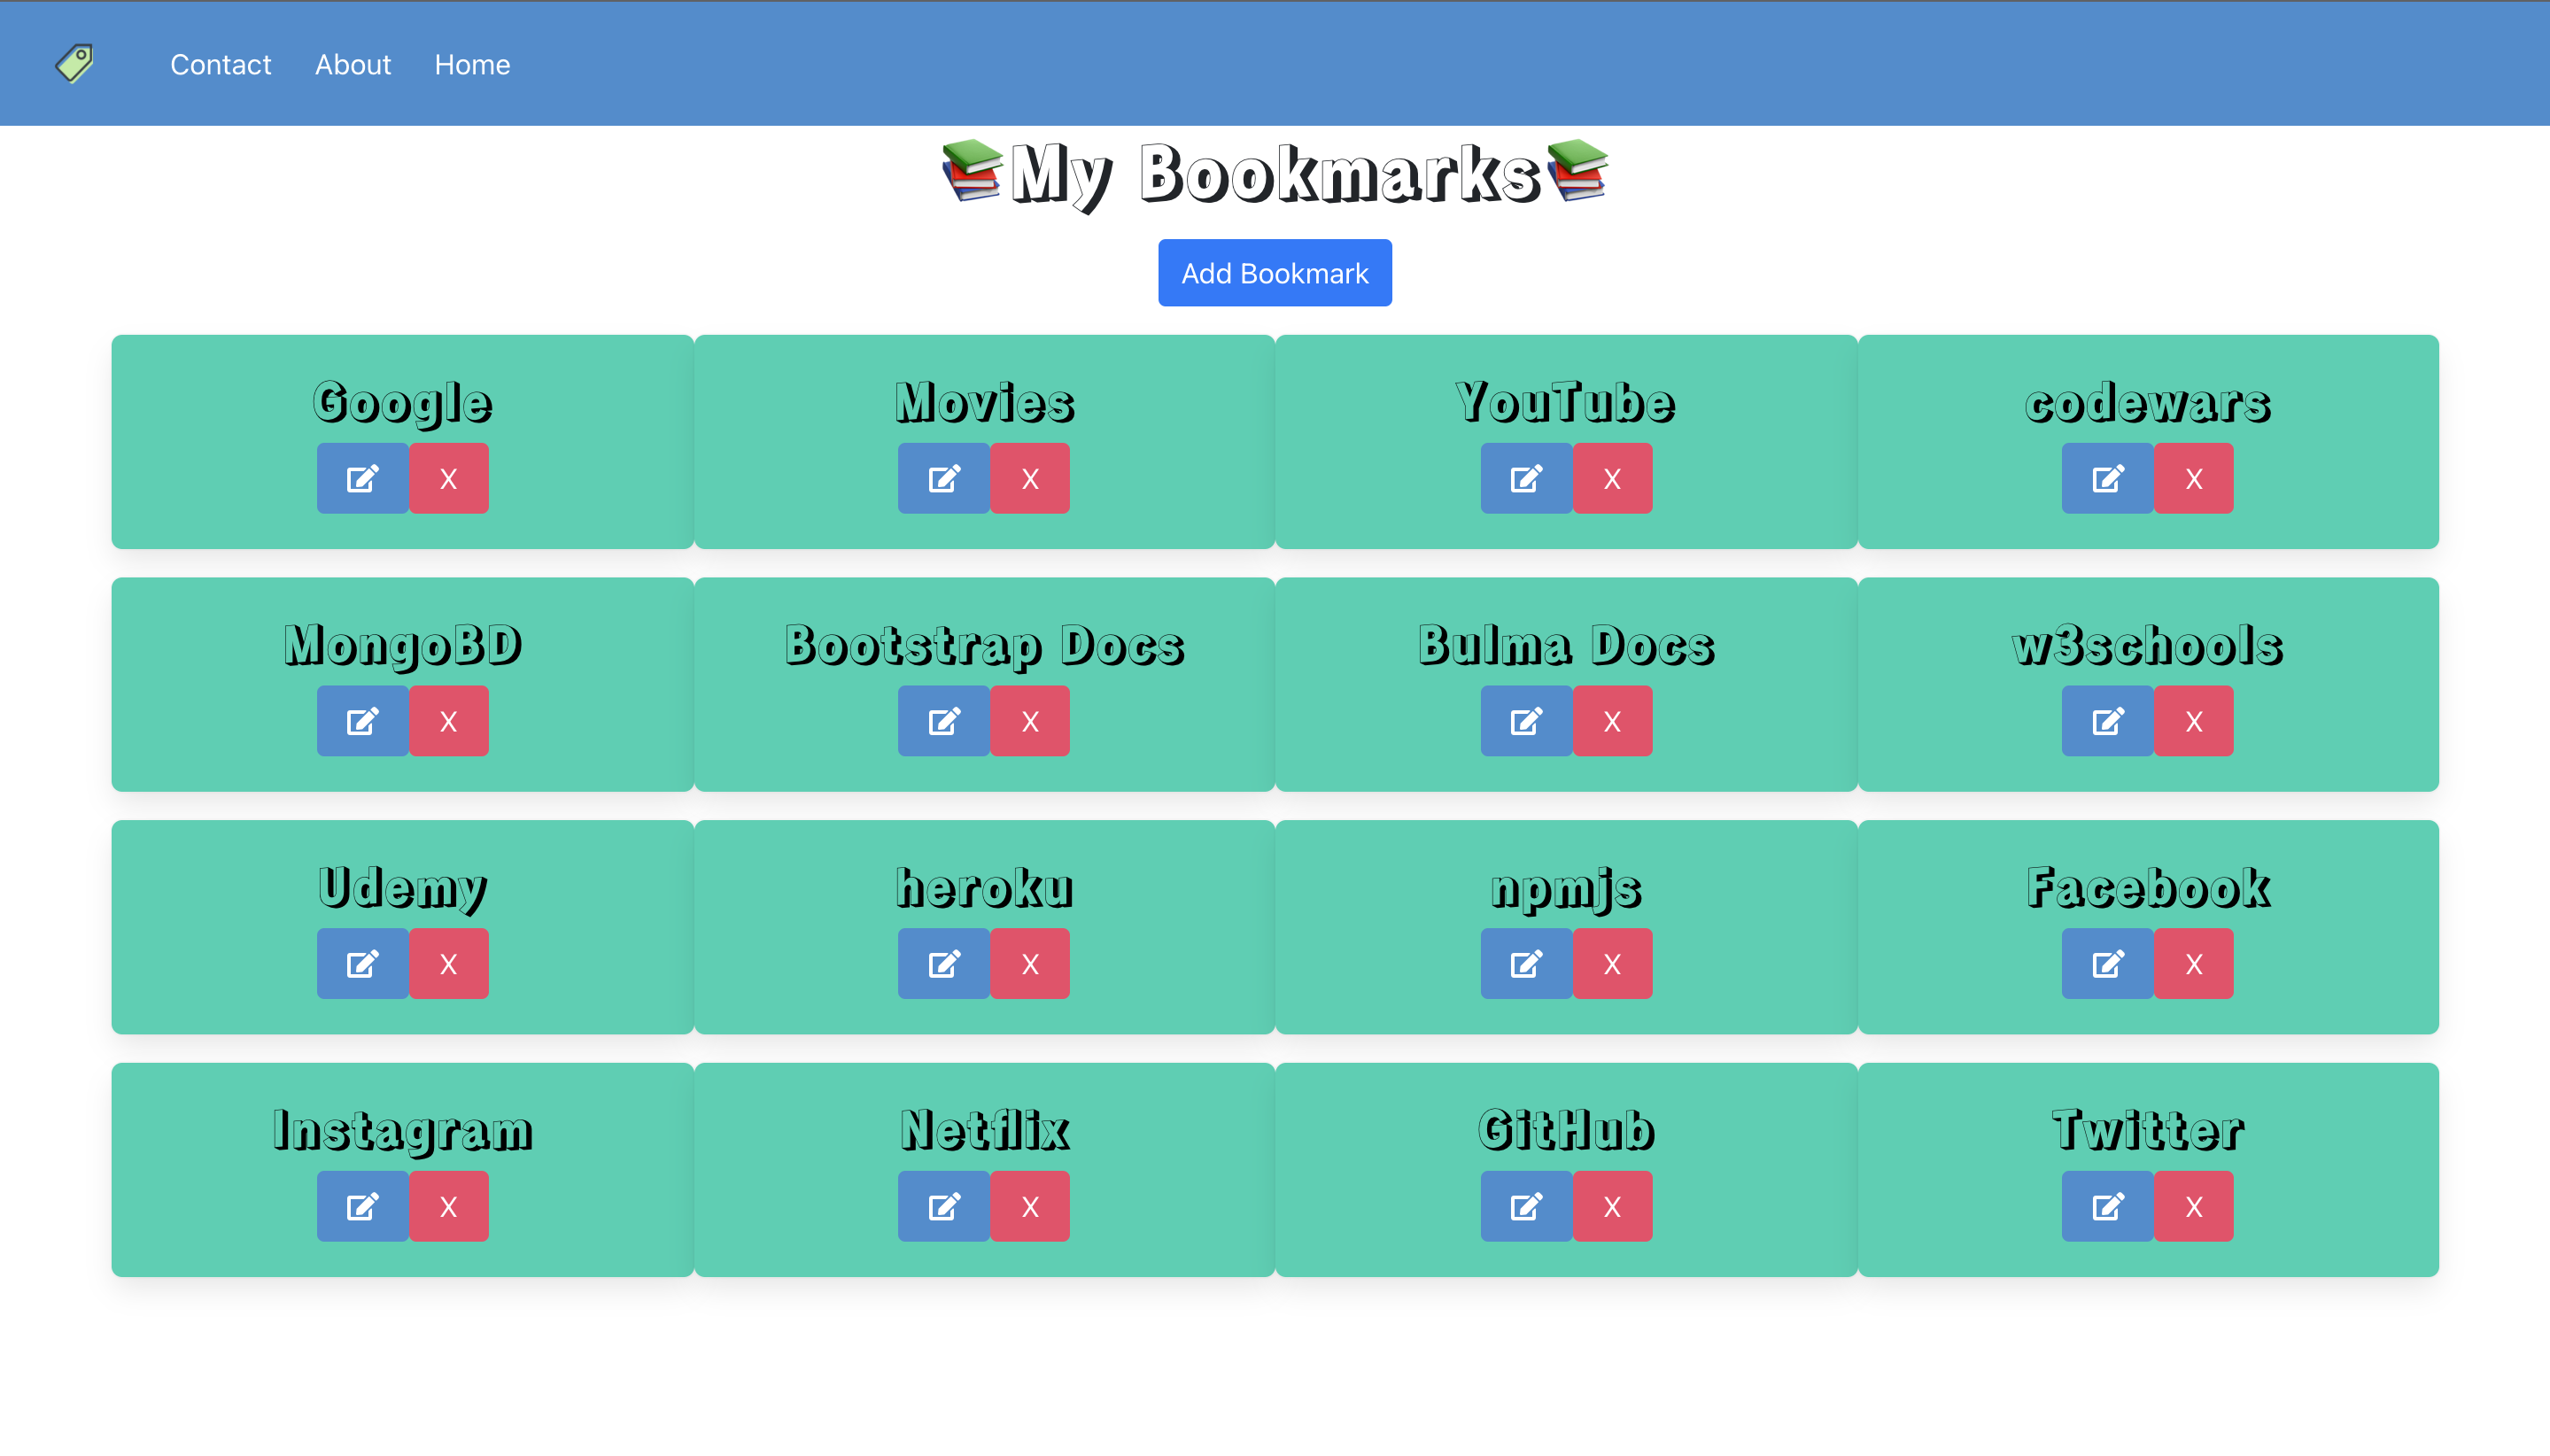 Contact About Home
📚My Bookmarks📚
Add Bookmark
Google Movies YouTube codewars
X X X X
MongoBD Bootstrap Docs Bulma Docs w3schools
X X X X
Udemy heroku npmjs Facebook
X X X X
Instagram Netflix GitHub Twitter
X X X X